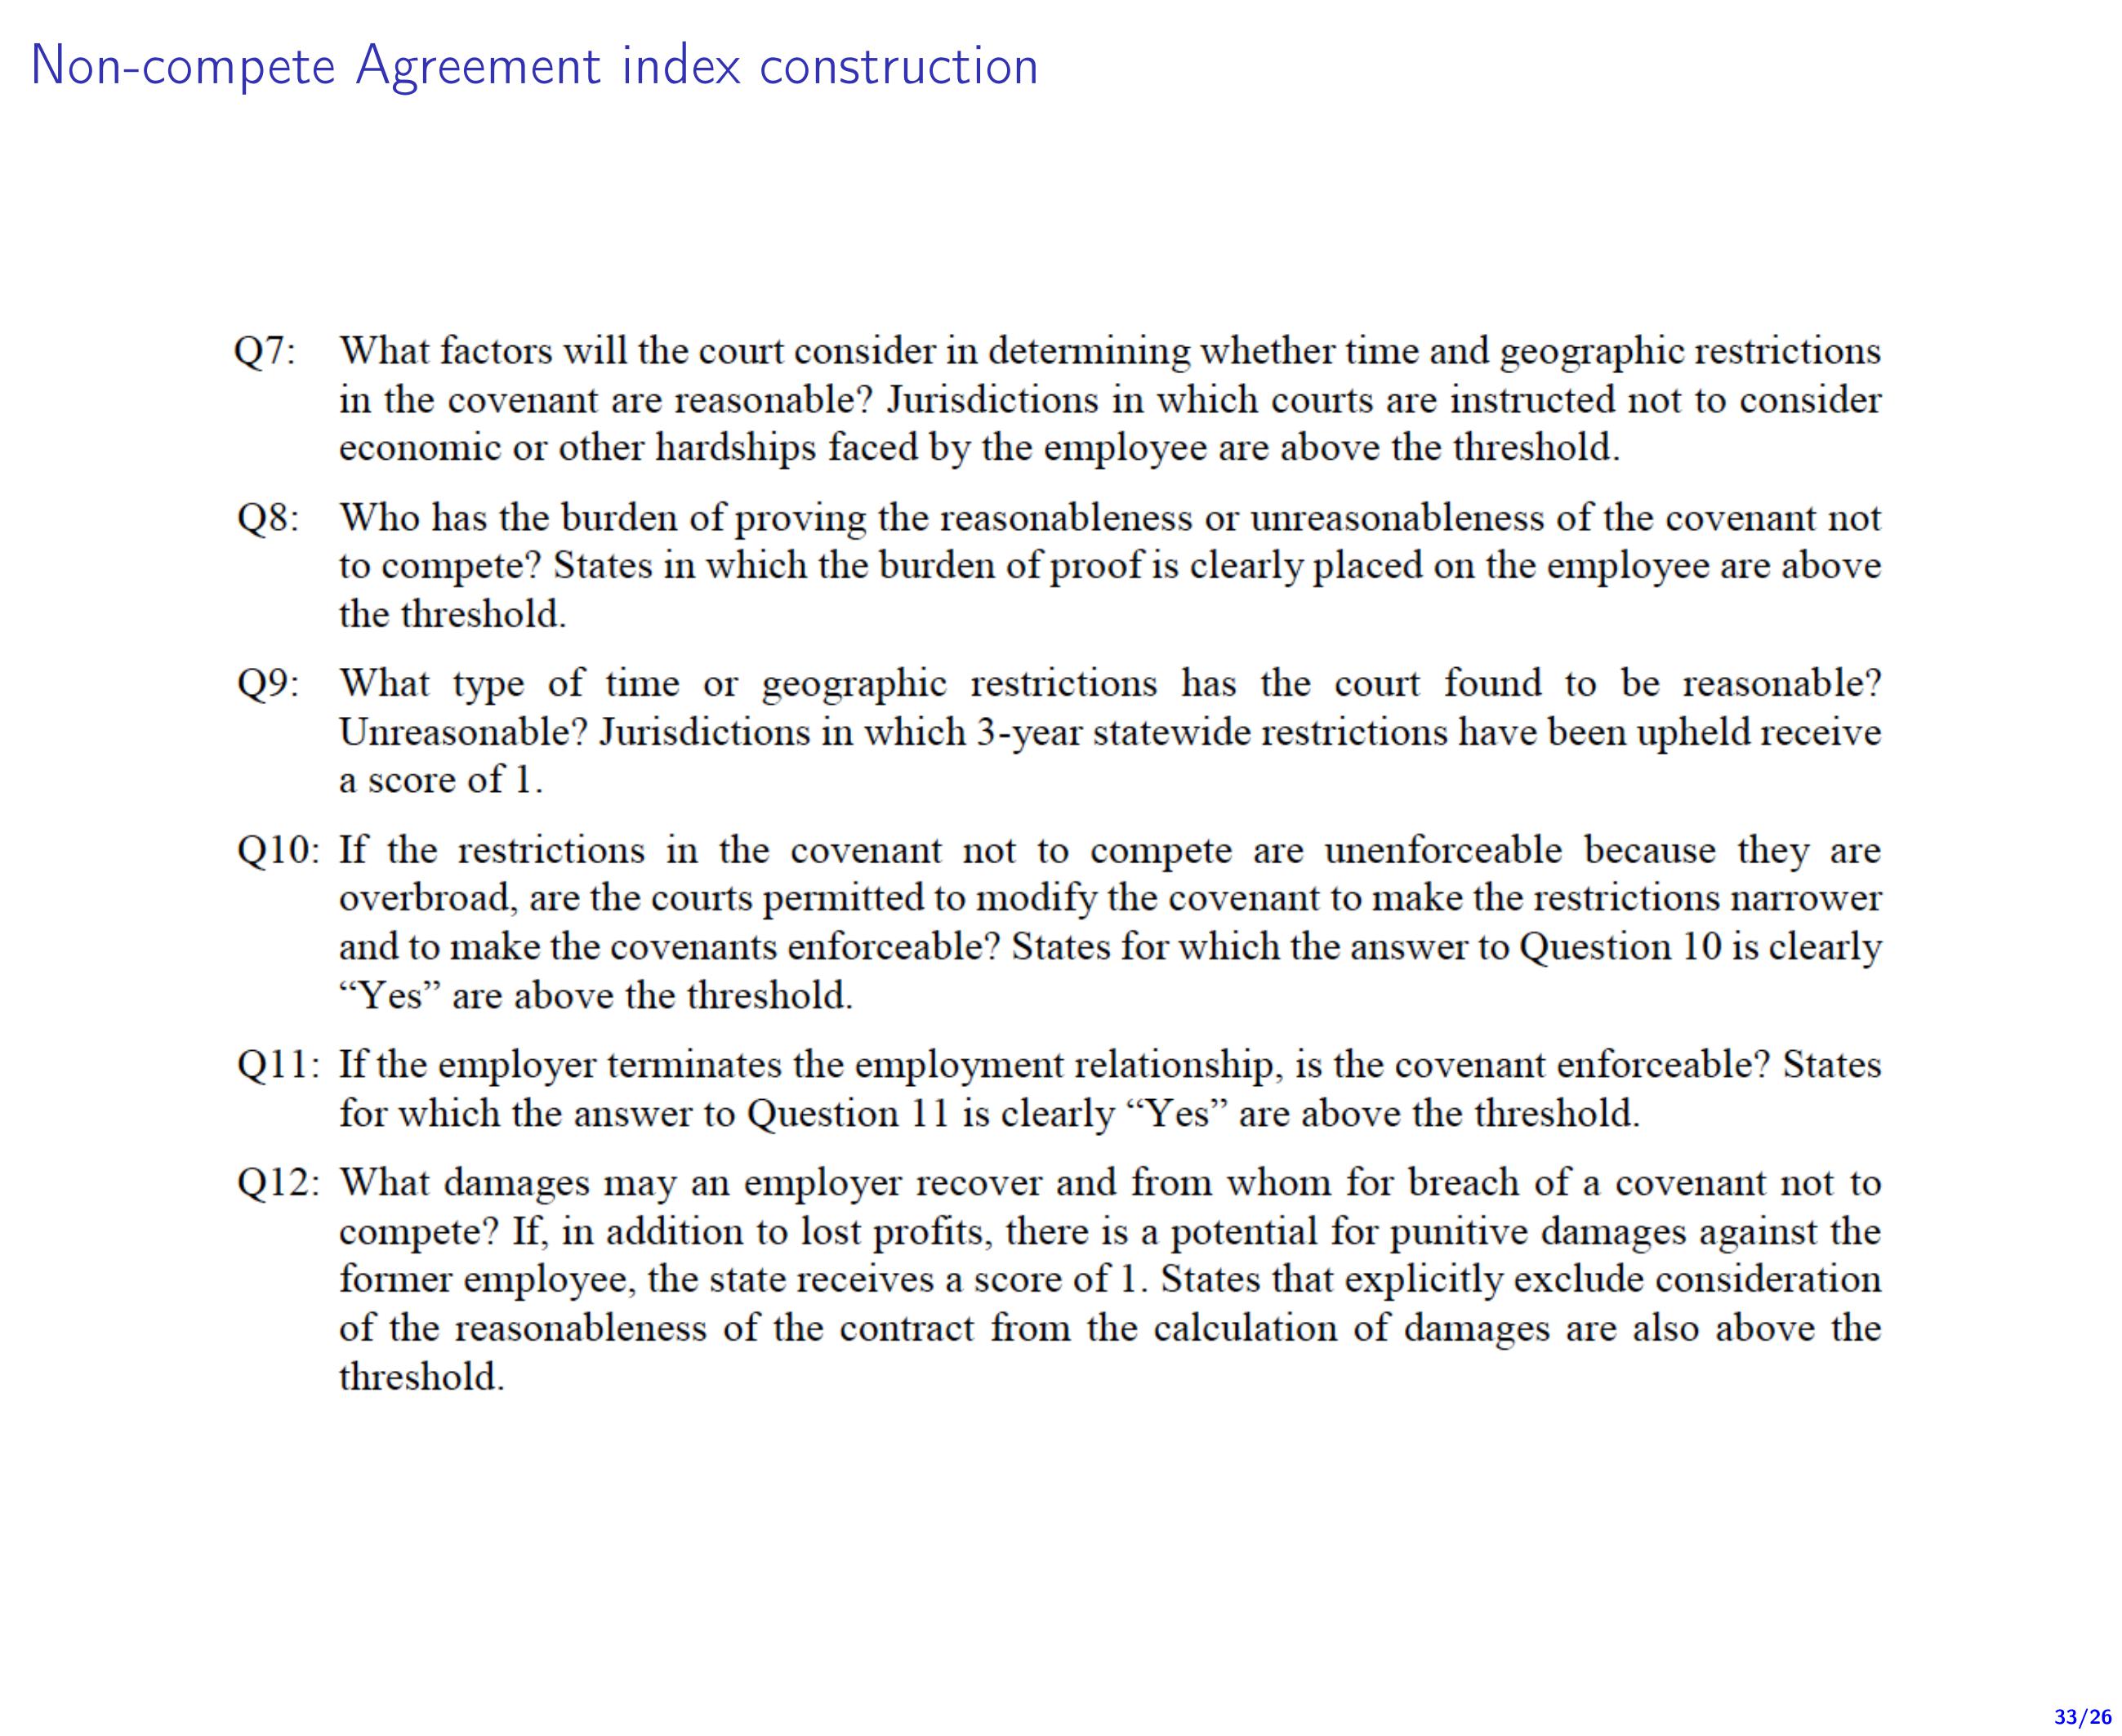 Non-compete Agreement index construction
Q7: What factors will the court consider in determining whether time and geographic restrictions
in the covenant are reasonable? Jurisdictions in which courts are instructed not to consider
economic or other hardships faced by the employee are above the threshold.
Q8: Who has the burden of proving the reasonableness or unreasonableness of the covenant not
to compete? States in which the burden of proof is clearly placed on the employee are above
the threshold.
Q9: What type of time or geographic restrictions has the court found to be reasonable?
Unreasonable? Jurisdictions in which 3-year statewide restrictions have been upheld receive
a score of 1.
Q10: If the restrictions in the covenant not to compete are unenforceable because they are
overbroad, are the courts permitted to modify the covenant to make the restrictions narrower
and to make the covenants enforceable? States for which the answer to Question 10 is clearly
“Yes” are above the threshold.
Q11: If the employer terminates the employment relationship, is the covenant enforceable? States
for which the answer to Question 11 is clearly “Yes” are above the threshold.
Q12: What damages may an employer recover and from whom for breach of a covenant not to
compete? If, in addition to lost profits, there is a potential for punitive damages against the
former employee, the state receives a score of 1. States that explicitly exclude consideration
of the reasonableness of the contract from the calculation of damages are also above the
threshold.
33/26